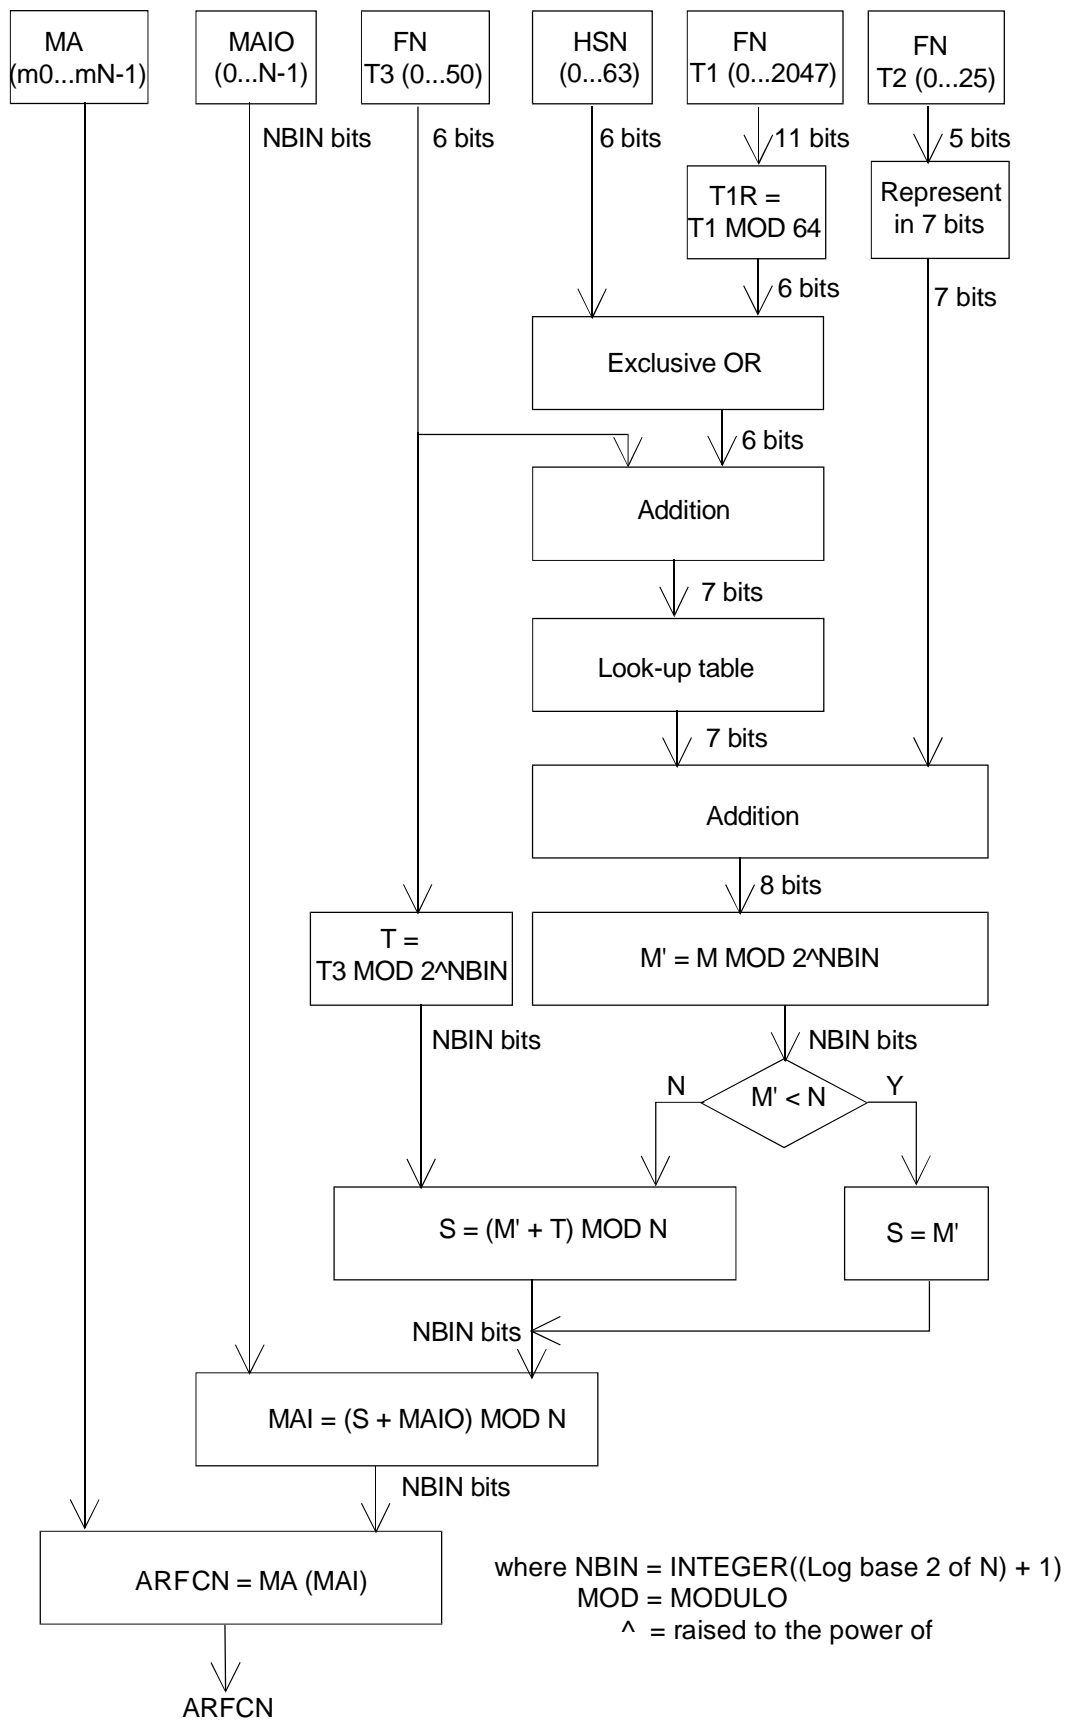 MA
(m0...mN-1)
MAIO
(0...N-1)
FN
T3 (0...50)
HSN
(0...63)
FN
T1 (0...2047)
FN
T2 (0...25)
NBIN bits
6 bits
6 bits
11 bits
5 bits
T1R =
T1 MOD 64
Represent
in 7 bits
6 bits
7 bits
Exclusive OR
6 bits
Addition
7 bits
Look-up table
7 bits
Addition
8 bits
T =
T3 MOD 2^NBIN
M' = M MOD 2^NBIN
NBIN bits
NBIN bits
N
M' < N
Y
S = (M' + T) MOD N
S = M'
NBIN bits
MAI = (S + MAIO) MOD N
NBIN bits
ARFCN = MA (MAI)
where NBIN = INTEGER((Log base 2 of N) + 1)
MOD = MODULO
^ = raised to the power of
ARFCN